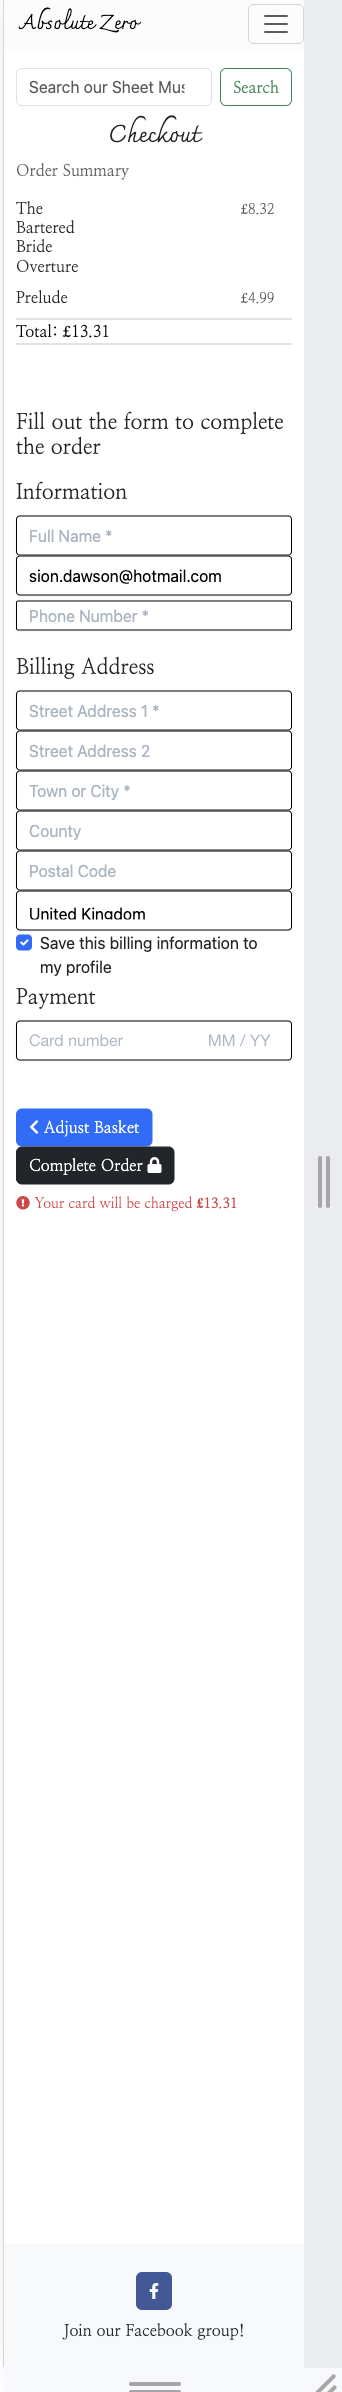 Absolute Zero
Search our Sheet Mus
Search
Checkout
Order Summary
The £8.32
Bartered
Bride
Overture
Prelude £4.99
Total: £13.31
Fill out the form to complete
the order
Information
Full Name *
sion.dawson@hotmail.com
Phone Number *
Billing Address
Street Address 1 *
Street Address 2
Town or City *
County
Postal Code
United Kingdom
Save this billing information to
my profile
Payment
Card number MM / YY
Adjust Basket
Complete Order
Your card will be charged £13.31
Join our Facebook group!